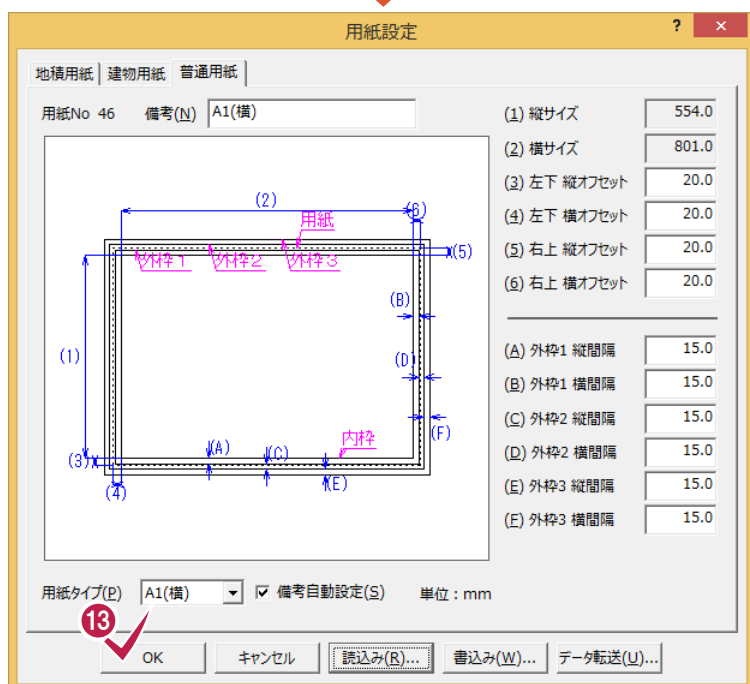 用紙設定
?
×
地積用紙 建物用紙 普通用紙
用紙No 46 備考(N) A1(横)
(1) 縦サイズ 554.0
(2) 横サイズ 801.0
(3) 左下 縦オフセット 20.0
(4) 左下 横オフセット 20.0
(5) 右上 縦オフセット 20.0
(6) 右上 横オフセット 20.0
(A) 外枠1 縦間隔 15.0
(B) 外枠1 横間隔 15.0
(C) 外枠2 縦間隔 15.0
(D) 外枠2 横間隔 15.0
(E) 外枠3 縦間隔 15.0
(F) 外枠3 横間隔 15.0
(2)
(6)
用紙
外枠1 外枠2 外枠3
(5)
(B)
(1)
(D)
(F)
内枠
(A)
(C)
(3)
(4)
(E)
用紙タイプ(P) A1(横) 備考自動設定(S) 単位:mm
13
OK キャンセル 読込み(R)... 書込み(W)... データ転送(U)...